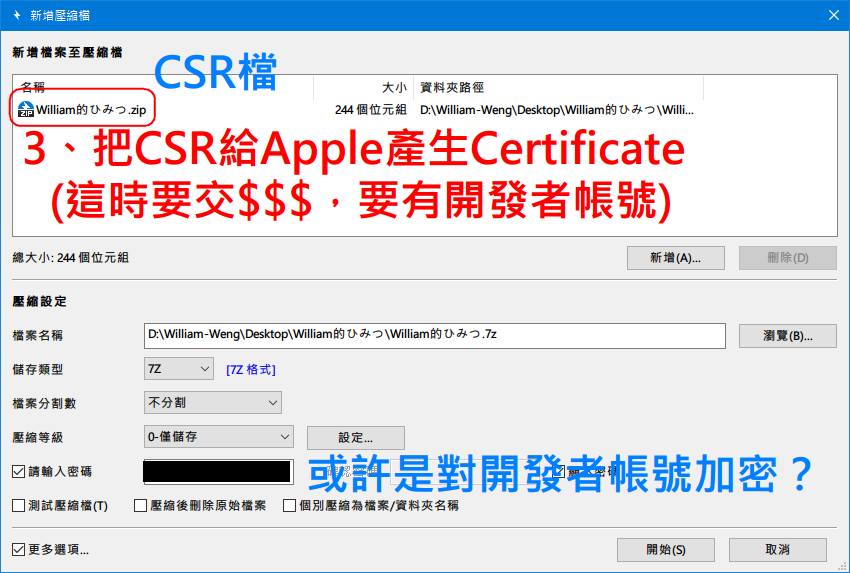 新增壓縮檔
新增檔案至壓縮檔
CSR檔
名稱 大小 資料夾路徑
William的ひみつ.zip 244 個位元組 D:\William-Weng\Desktop\William的ひみつ\Willi...
3、把CSR給Apple產生Certificate
(這時要交$$$，要有開發者帳號)
總大小: 244 個位元組 新增(A)... 刪除(D)
壓縮設定
檔案名稱 D:\William-Weng\Desktop\William的ひみつ\William的ひみつ.7z 瀏覽(B)...
儲存類型 7Z [7Z 格式]
檔案分割數 不分割
壓縮等級 0-僅儲存 設定...
請輸入密碼
或許是對開發者帳號加密？
測試壓縮檔(T) 壓縮後刪除原始檔案 個別壓縮為檔案/資料夾名稱
更多選項... 開始(S) 取消